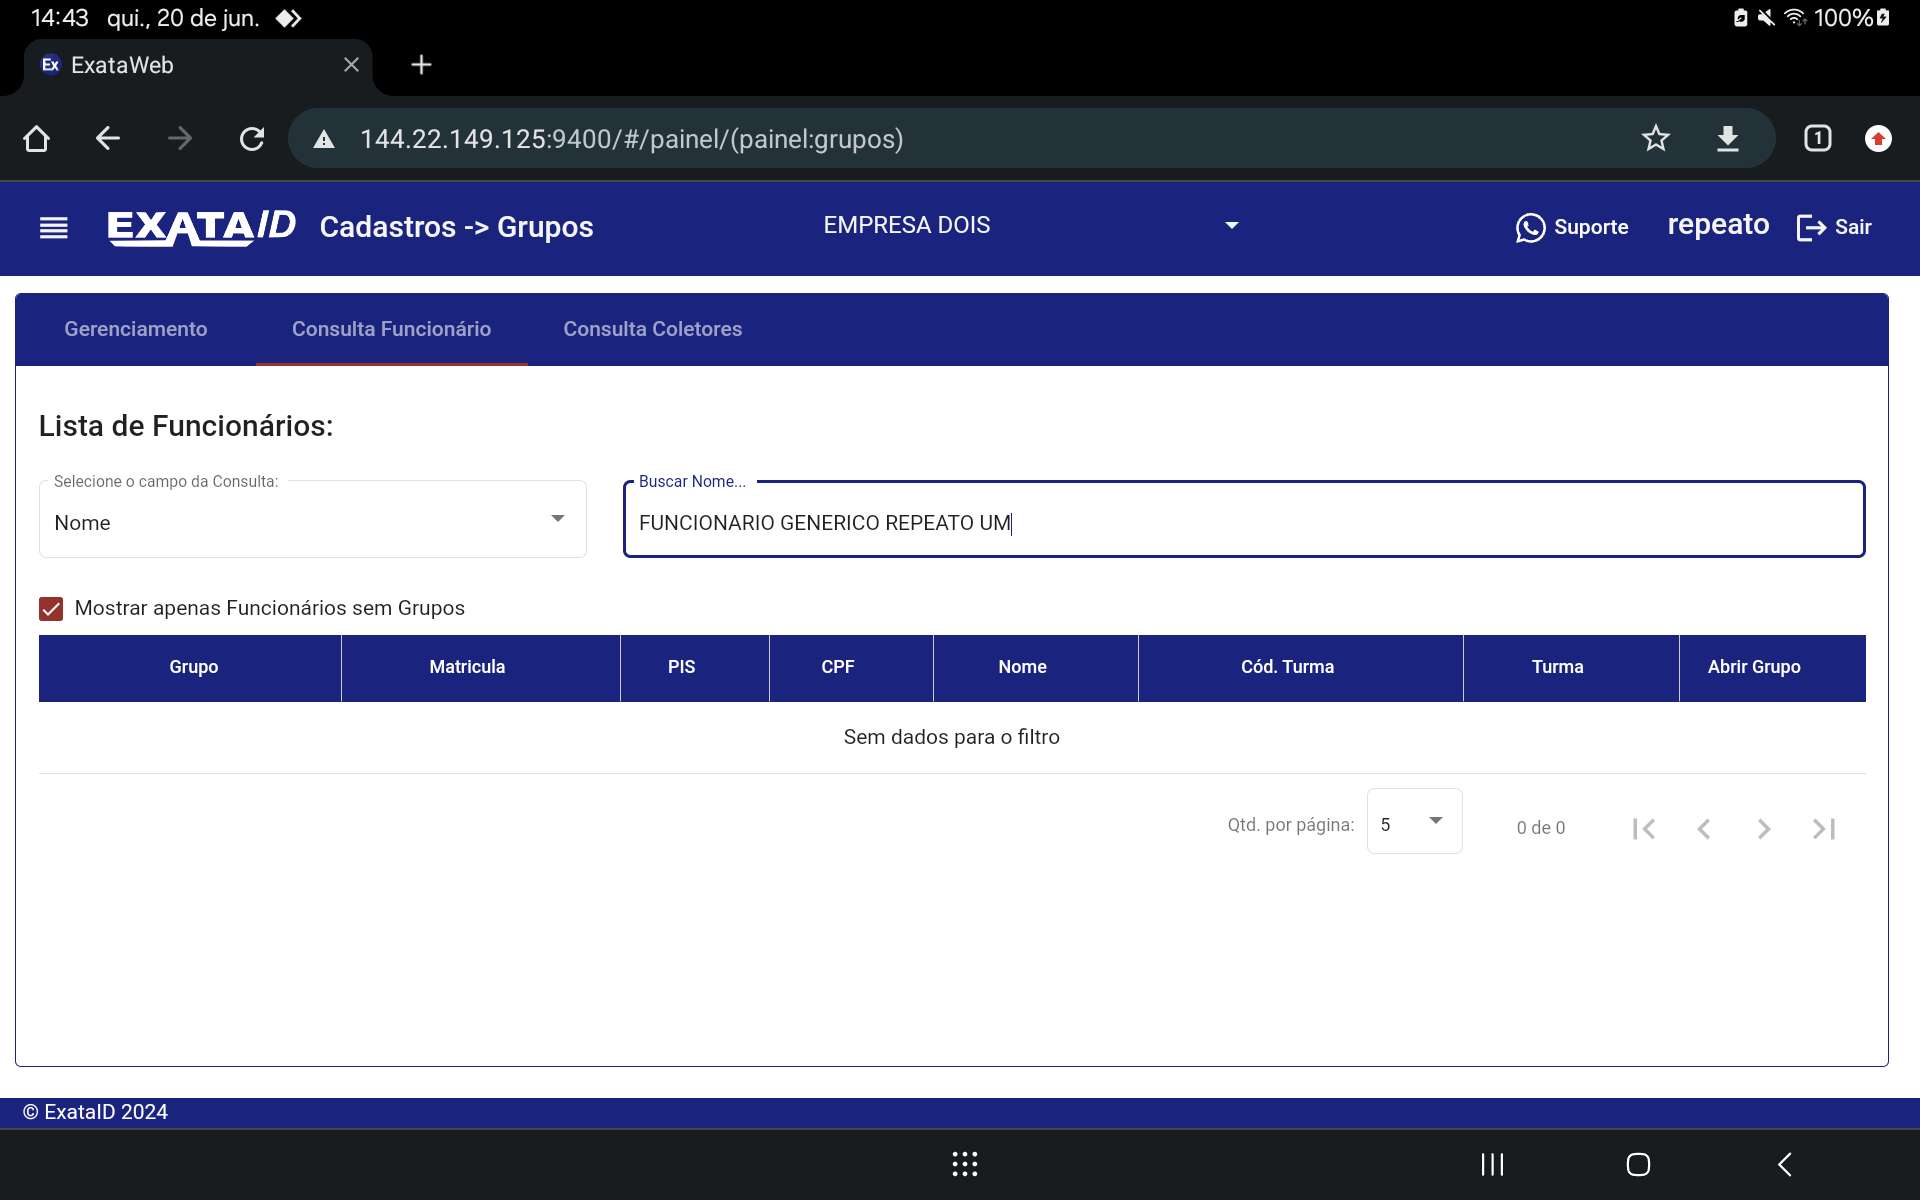 14:43 qui., 20 de jun. 100%
Ex ExataWeb
144.22.149.125:9400/#/painel/(painel:grupos) 1
EXATAID Cadastros -> Grupos EMPRESA DOIS Suporte repeato Sair
Gerenciamento Consulta Funcionário Consulta Coletores
Lista de Funcionários:
Selecione o campo da Consulta: Buscar Nome...
Nome FUNCIONARIO GENERICO REPEATO UM
Mostrar apenas Funcionários sem Grupos
Grupo Matricula PIS CPF Nome Cód. Turma Turma Abrir Grupo
Sem dados para o filtro
Qtd. por página: 5 0 de 0
© ExataID 2024